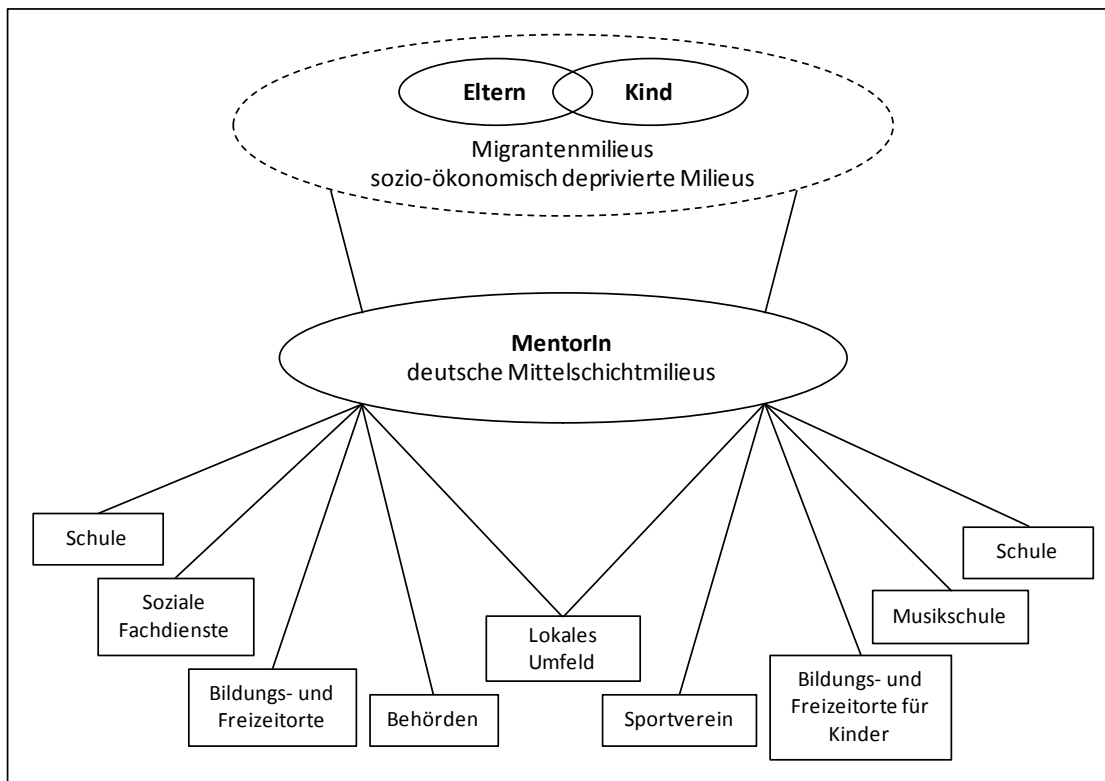 Eltern
Kind
Migrantenmilieus
sozio-ökonomisch deprivierte Milieus
MentorIn
deutsche Mittelschichtmilieus
Schule
Soziale
Fachdienste
Bildungs- und
Freizeitorte
Behörden
Lokales
Umfeld
Sportverein
Bildungs- und
Freizeitorte für
Kinder
Musikschule
Schule